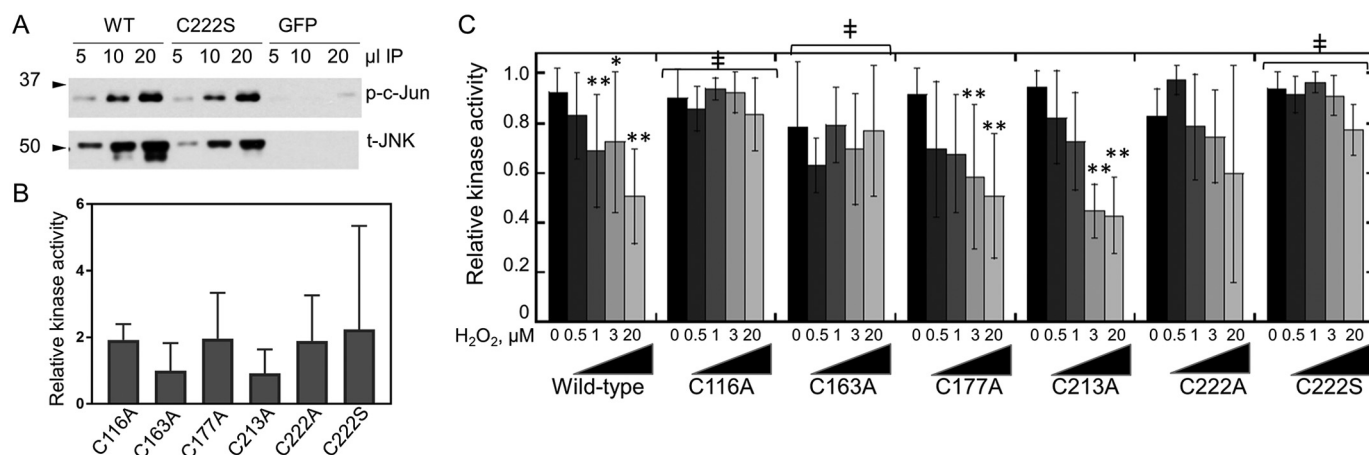 A
WT C222S GFP
5 10 20 5 10 20 5 10 20 µl IP
37
p-c-Jun
50
t-JNK
B
Relative kinase activity
6
4
2
0
C116A C163A C177A C213A C222A C222S
C
Relative kinase activity
1.0
0.8
0.6
0.4
0.2
0
** * **
ǂ
ǂ
** **
** **
ǂ
H₂O₂, µM
0 0.5 1 3 20 0 0.5 1 3 20 0 0.5 1 3 20 0 0.5 1 3 20 0 0.5 1 3 20 0 0.5 1 3 20 0 0.5 1 3 20
Wild-type C116A C163A C177A C213A C222A C222S